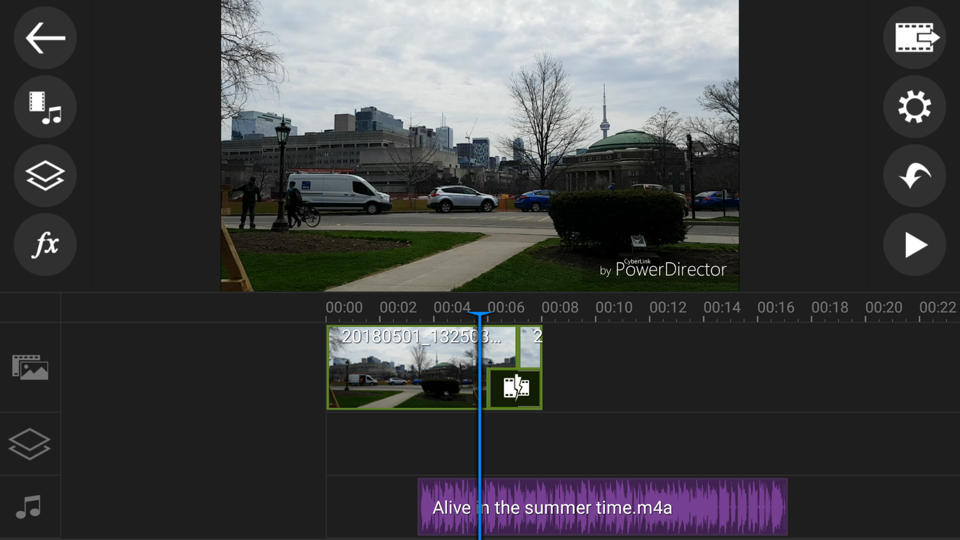 fx
CyberLink
by PowerDirector
00:00 00:02 00:04 00:06 00:08 00:10 00:12 00:14 00:16 00:18 00:20 00:22
20180501_132503... 2
Alive in the summer time.m4a